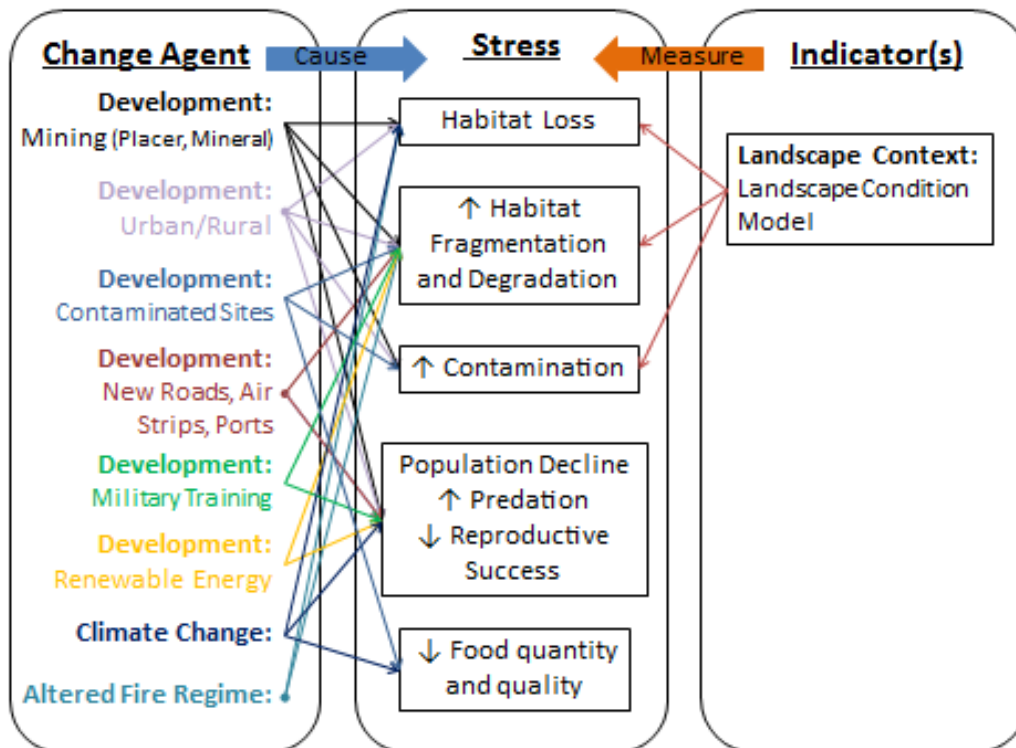 Change Agent
Cause
Stress
Measure
Indicator(s)
Development:
Mining (Placer, Mineral)
Development:
Urban/Rural
Development:
Contaminated Sites
Development:
New Roads, Air
Strips, Ports
Development:
Military Training
Development:
Renewable Energy
Climate Change:
Altered Fire Regime:
Habitat Loss
↑ Habitat
Fragmentation
and Degradation
↑ Contamination
Population Decline
↑ Predation
↓ Reproductive
Success
↓ Food quantity
and quality
Landscape Context:
Landscape Condition
Model